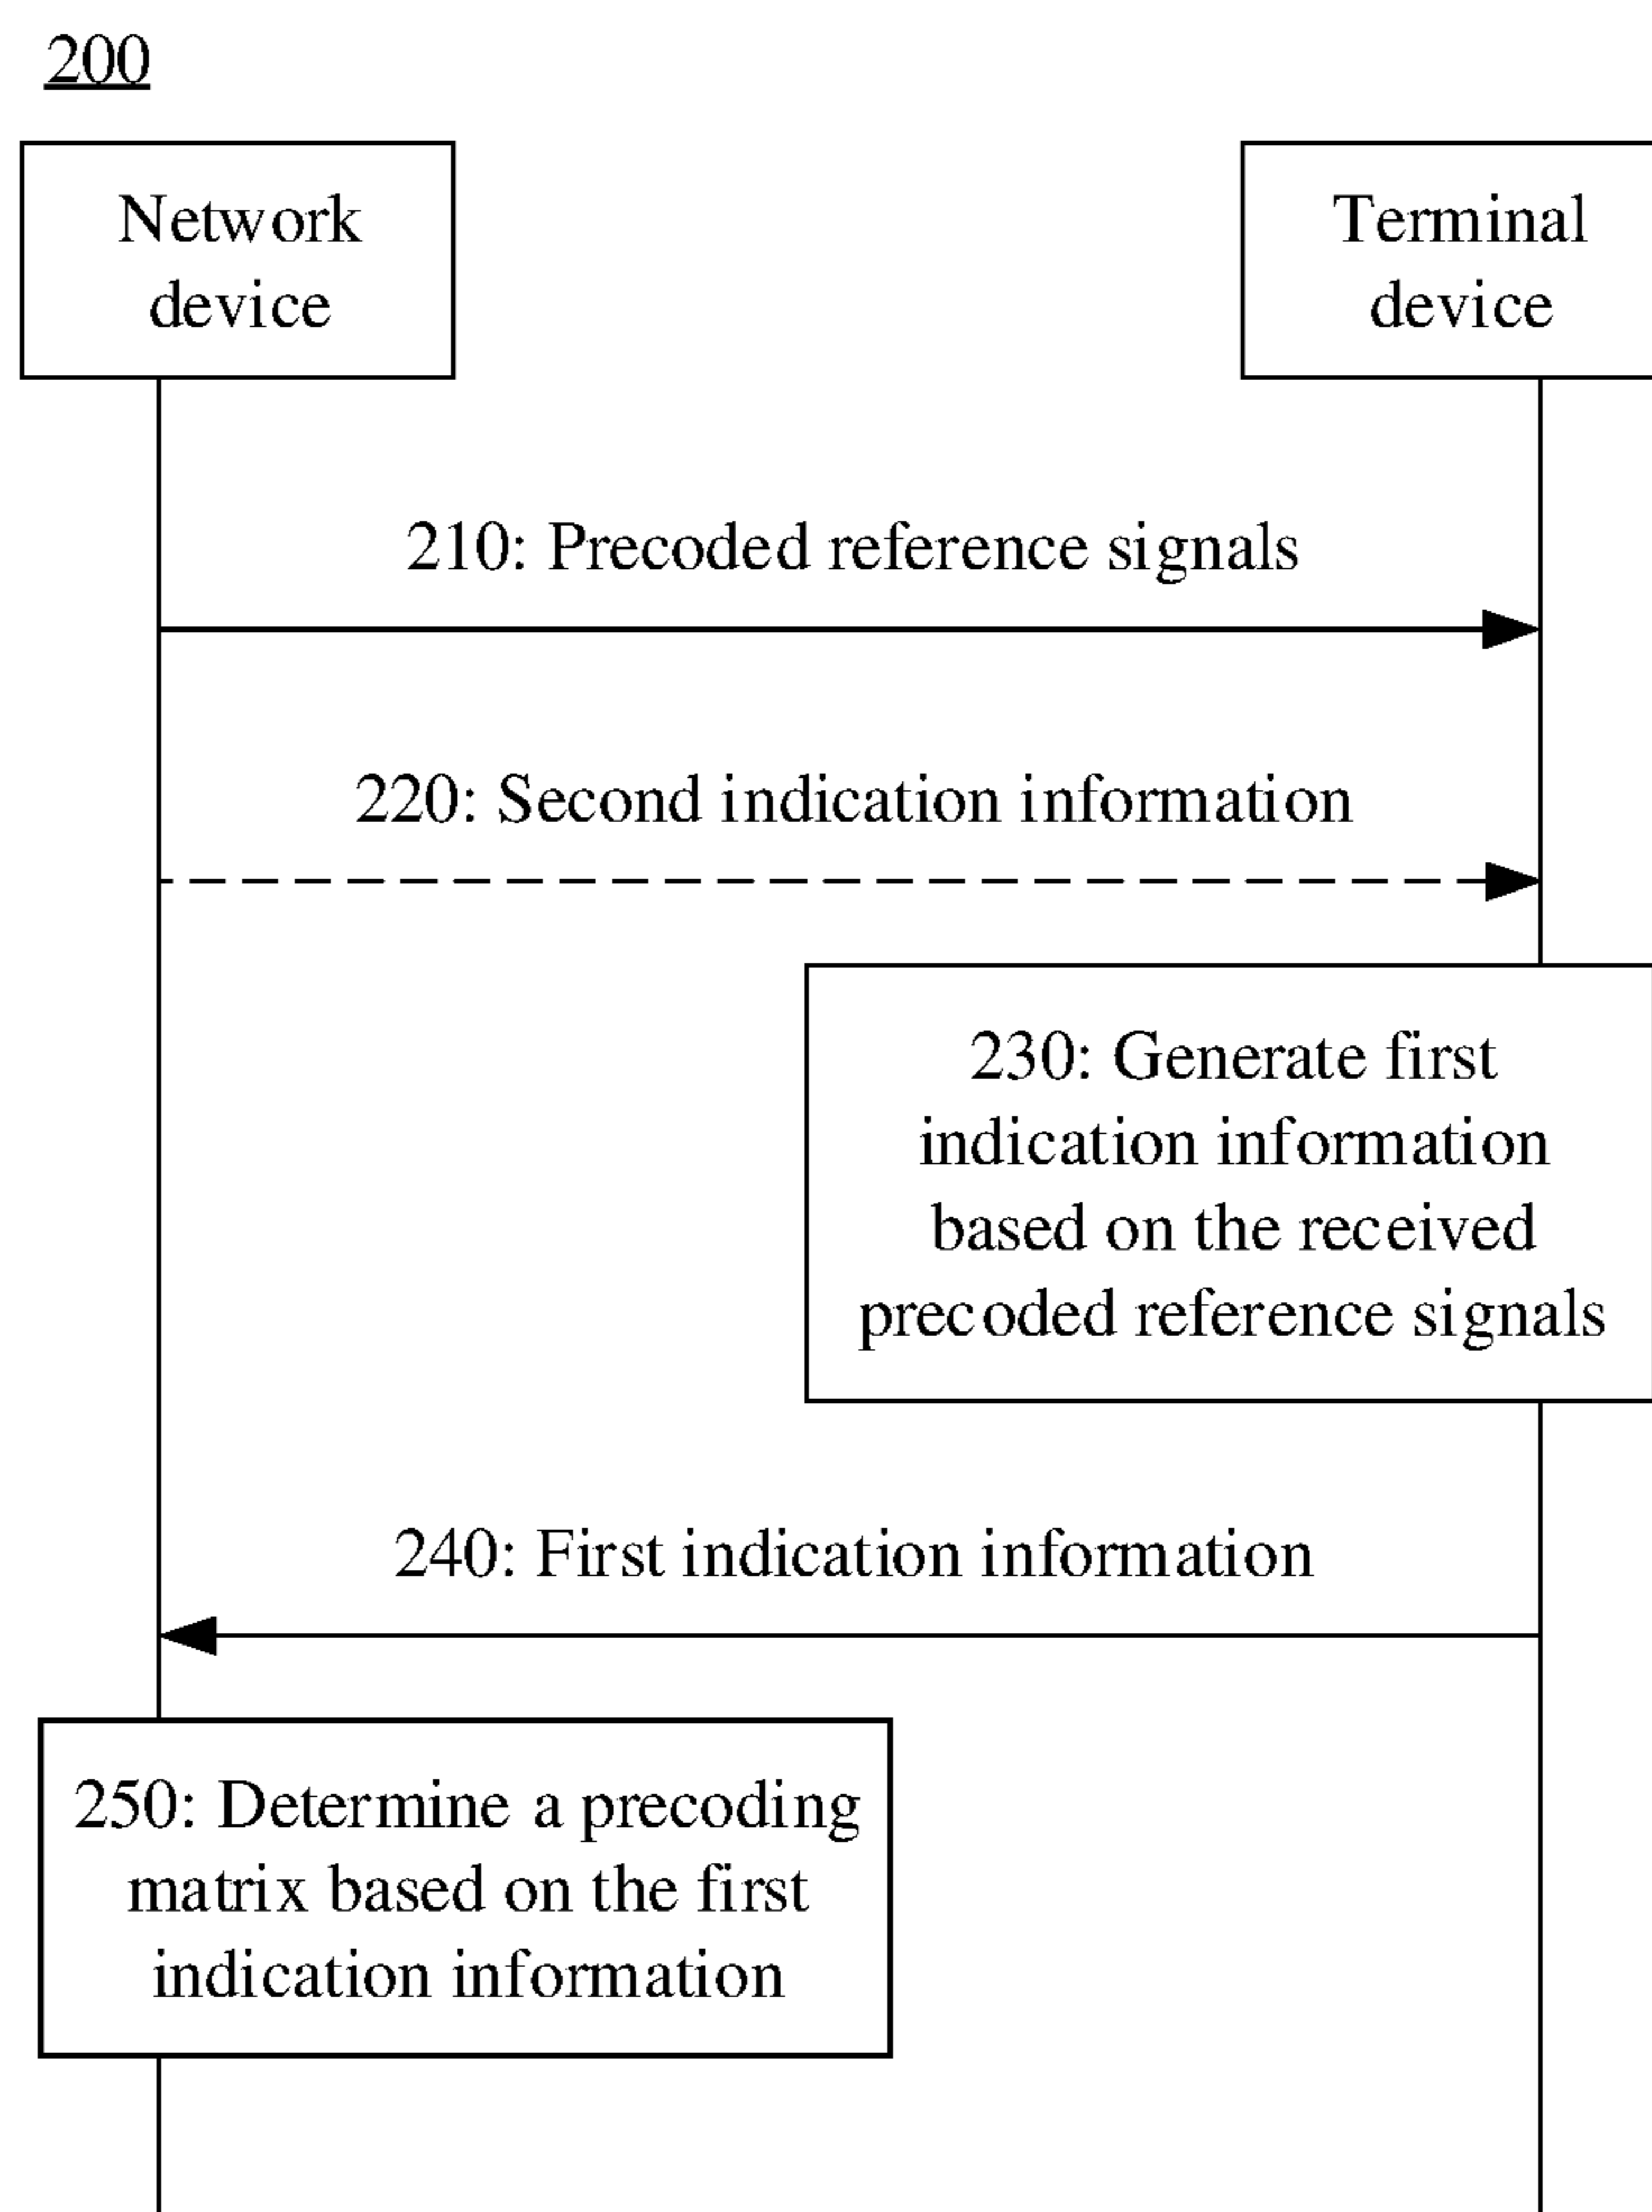 200
Network
device
Terminal
device
210: Precoded reference signals
220: Second indication information
230: Generate first
indication information
based on the received
precoded reference signals
240: First indication information
250: Determine a precoding
matrix based on the first
indication information